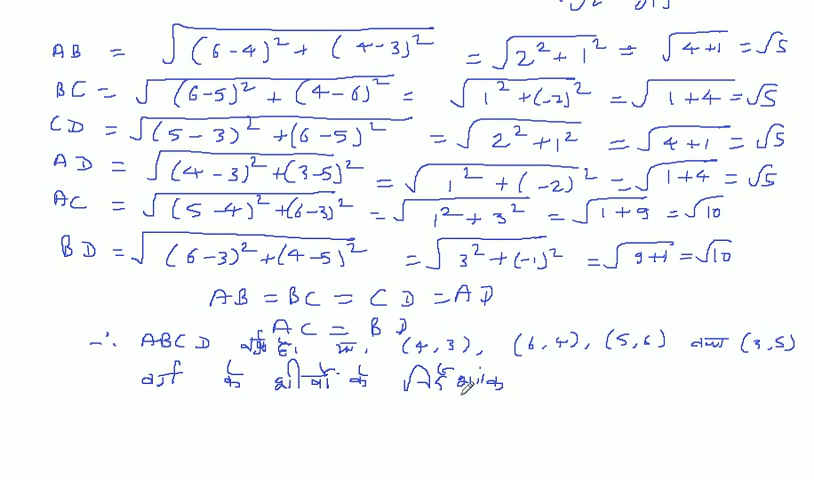 AB = √(6-4)² + (4-3)² = √2² + 1² = √4+1 = √5
BC = √(6-5)² + (4-6)² = √1² + (-2)² = √1+4 = √5
CD = √(5-3)² + (6-5)² = √2² + 1² = √4+1 = √5
AD = √(4-3)² + (3-5)² = √1² + (-2)² = √1+4 = √5
AC = √(5-4)² + (6-3)² = √1² + 3² = √1+9 = √10
BD = √(6-3)² + (4-5)² = √3² + (-1)² = √9+1 = √10
AB = BC = CD = AD
AC = BD
∴ ABCD वर्ग है। (4,3), (6,4), (5,6) तथा (3,5)
वर्ग के शीर्षों के निर्देशांक